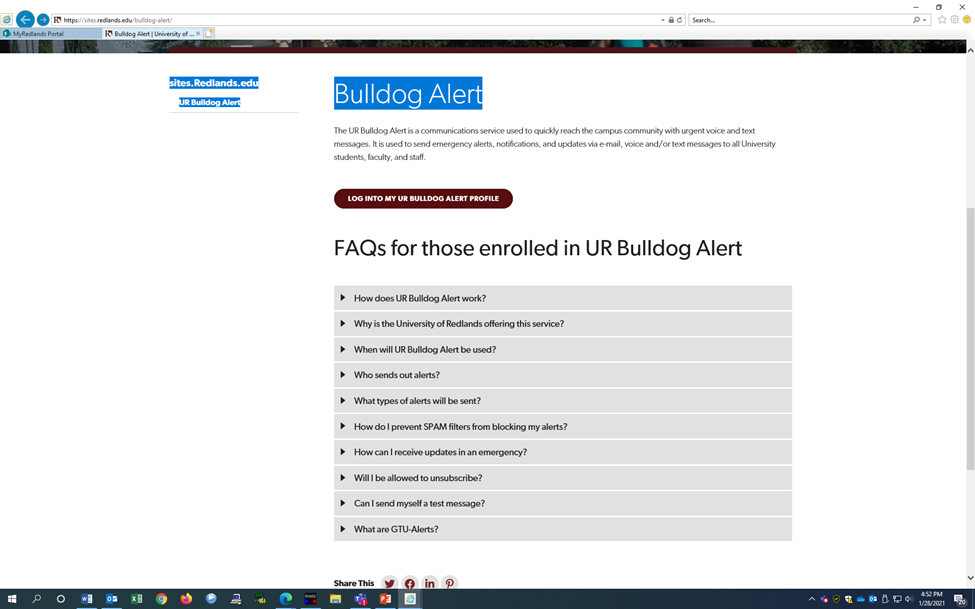 https://sites.redlands.edu/bulldog-alert/
Search...
MyRedlands Portal
Bulldog Alert | University of ...
sites.Redlands.edu
UR Bulldog Alert
Bulldog Alert
The UR Bulldog Alert is a communications service used to quickly reach the campus community with urgent voice and text
messages. It is used to send emergency alerts, notifications, and updates via e-mail, voice and/or text messages to all University
students, faculty, and staff.
LOG INTO MY UR BULLDOG ALERT PROFILE
FAQs for those enrolled in UR Bulldog Alert
How does UR Bulldog Alert work?
Why is the University of Redlands offering this service?
When will UR Bulldog Alert be used?
Who sends out alerts?
What types of alerts will be sent?
How do I prevent SPAM filters from blocking my alerts?
How can I receive updates in an emergency?
Will I be allowed to unsubscribe?
Can I send myself a test message?
What are GTU-Alerts?
Share This
4:52 PM
1/28/2021